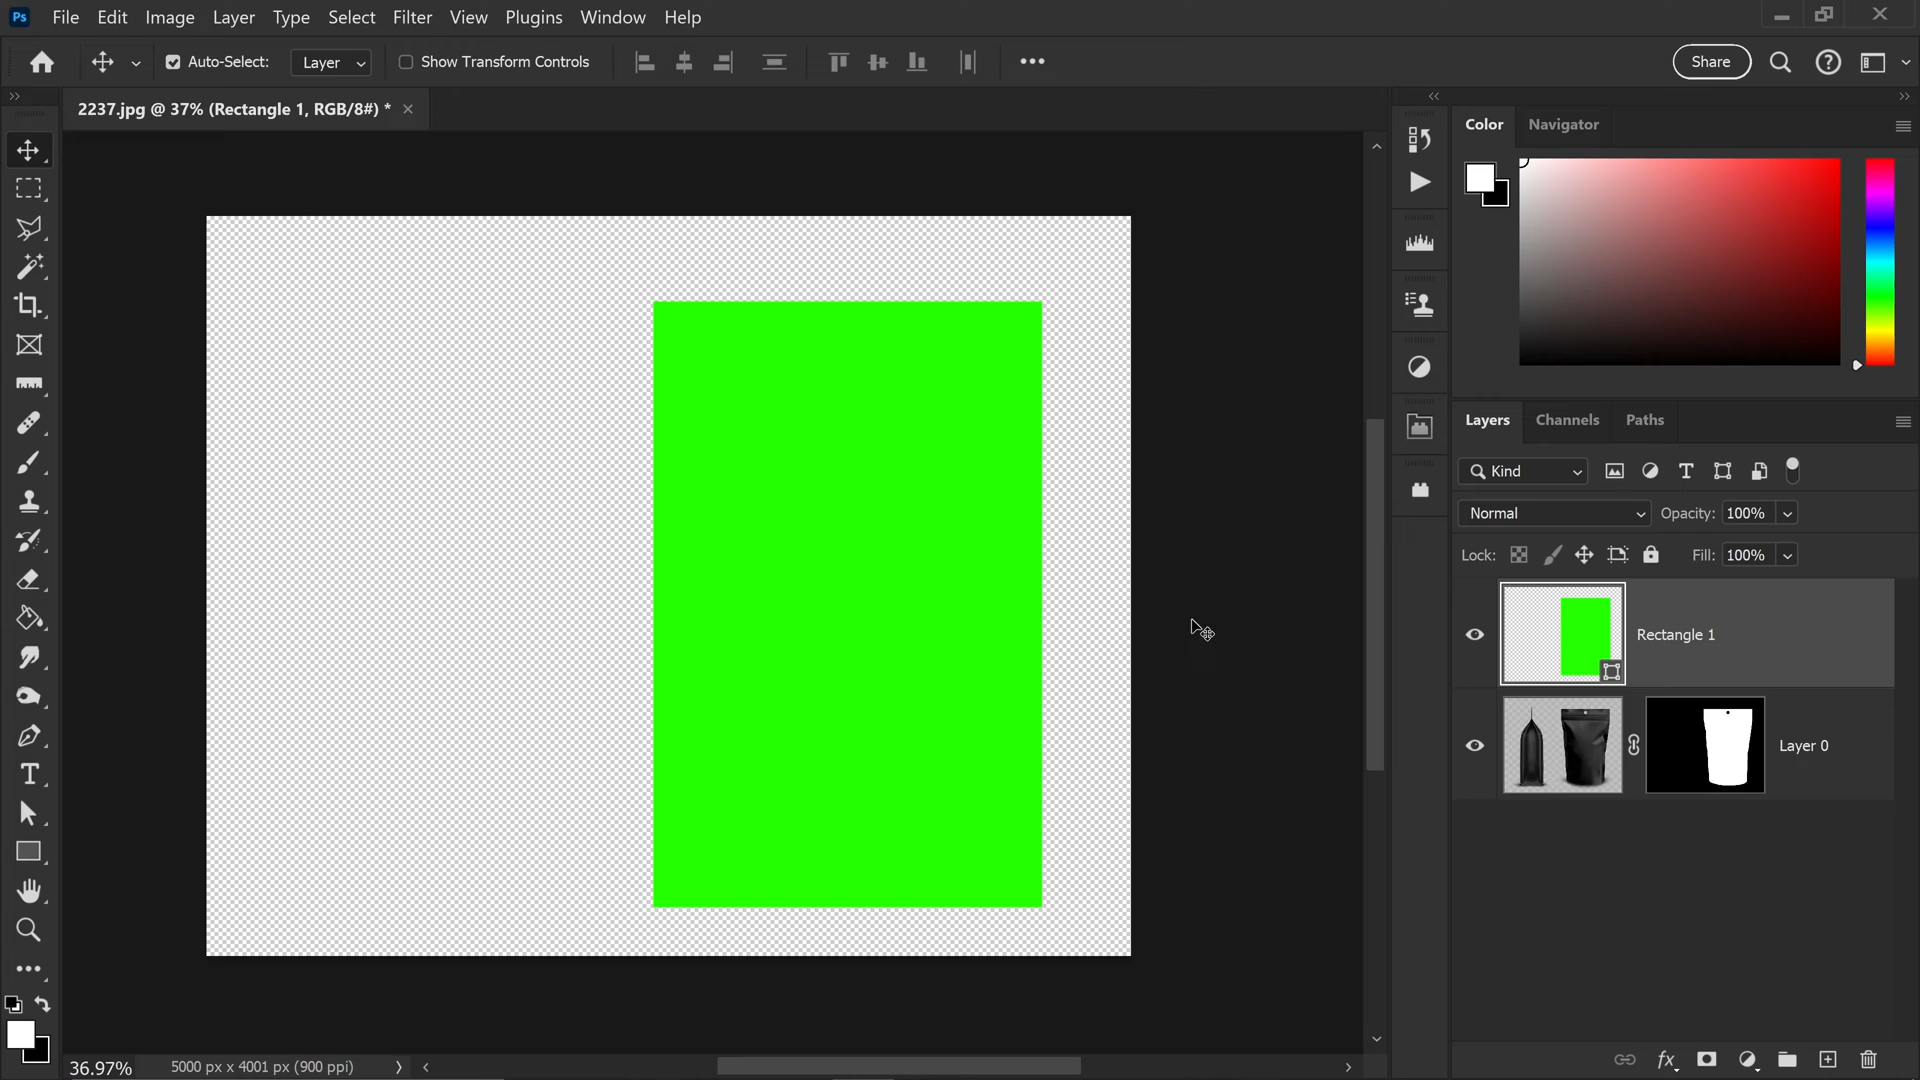 Ps File Edit Image Layer Type Select Filter View Plugins Window Help
Auto-Select: Layer Show Transform Controls Share
2237.jpg @ 37% (Rectangle 1, RGB/8#) *
Color Navigator
Layers Channels Paths
Kind
Normal Opacity: 100%
Lock: Fill: 100%
Rectangle 1
Layer 0
36.97% 5000 px x 4001 px (900 ppi)